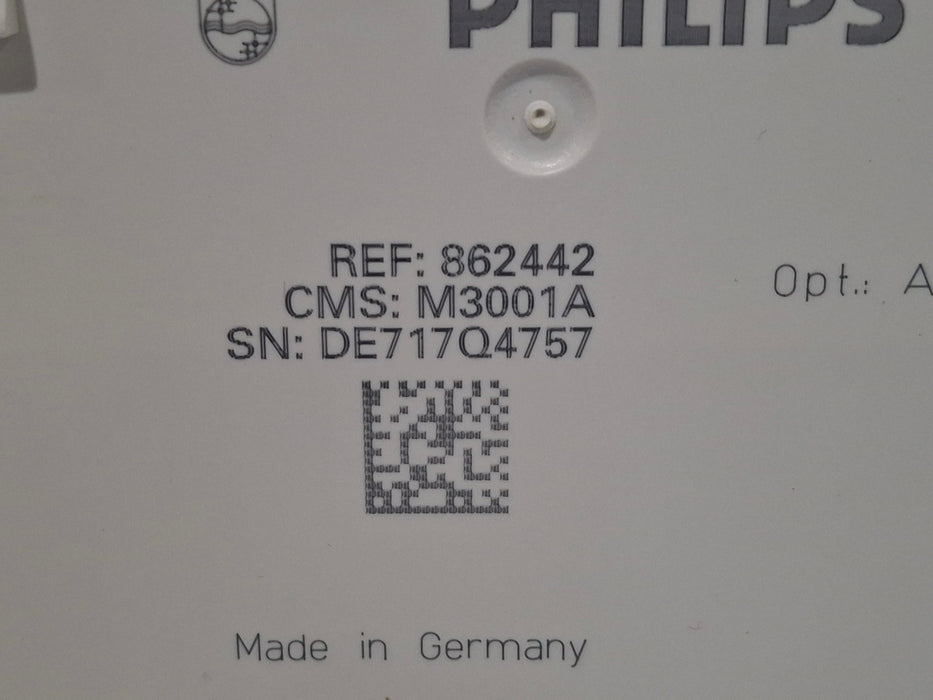 PHILIPS
REF: 862442
CMS: M3001A
SN: DE717Q4757
Opt.: A
Made in Germany